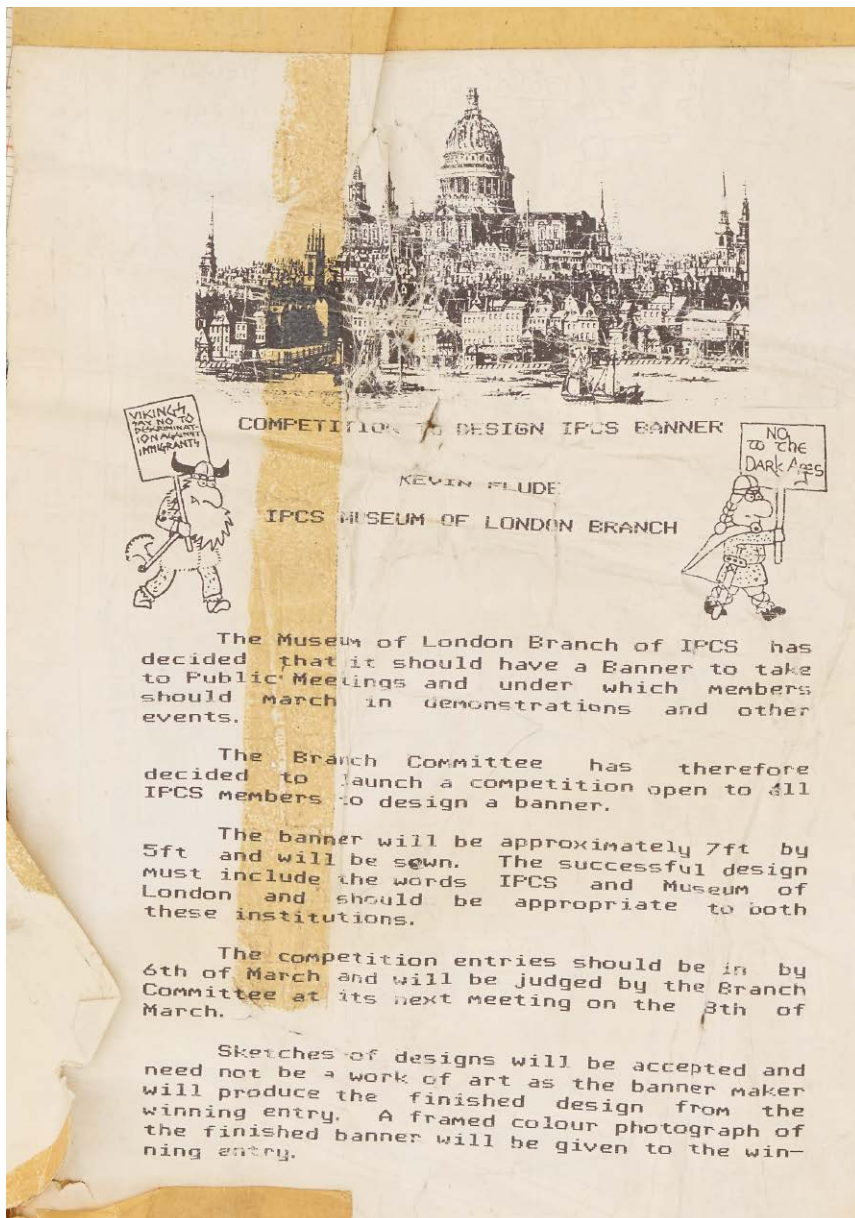 VIKINGS
SAY NO TO
DISCRIMINAT-
ION AGAINST
IMMIGRANTS
COMPETITION TO DESIGN IPCS BANNER
NO
to the
DARK Ages
KEVIN FLUDE
IPCS MUSEUM OF LONDON BRANCH
The Museum of London Branch of IPCS has
decided that it should have a Banner to take
to Public Meetings and under which members
should march in demonstrations and other
events.
The Branch Committee has therefore
decided to launch a competition open to all
IPCS members to design a banner.
The banner will be approximately 7ft by
5ft and will be sewn. The successful design
must include the words IPCS and Museum of
London and should be appropriate to both
these institutions.
The competition entries should be in by
6th of March and will be judged by the Branch
Committee at its next meeting on the 8th of
March.
Sketches of designs will be accepted and
need not be a work of art as the banner maker
will produce the finished design from the
winning entry. A framed colour photograph of
the finished banner will be given to the win-
ning entry.